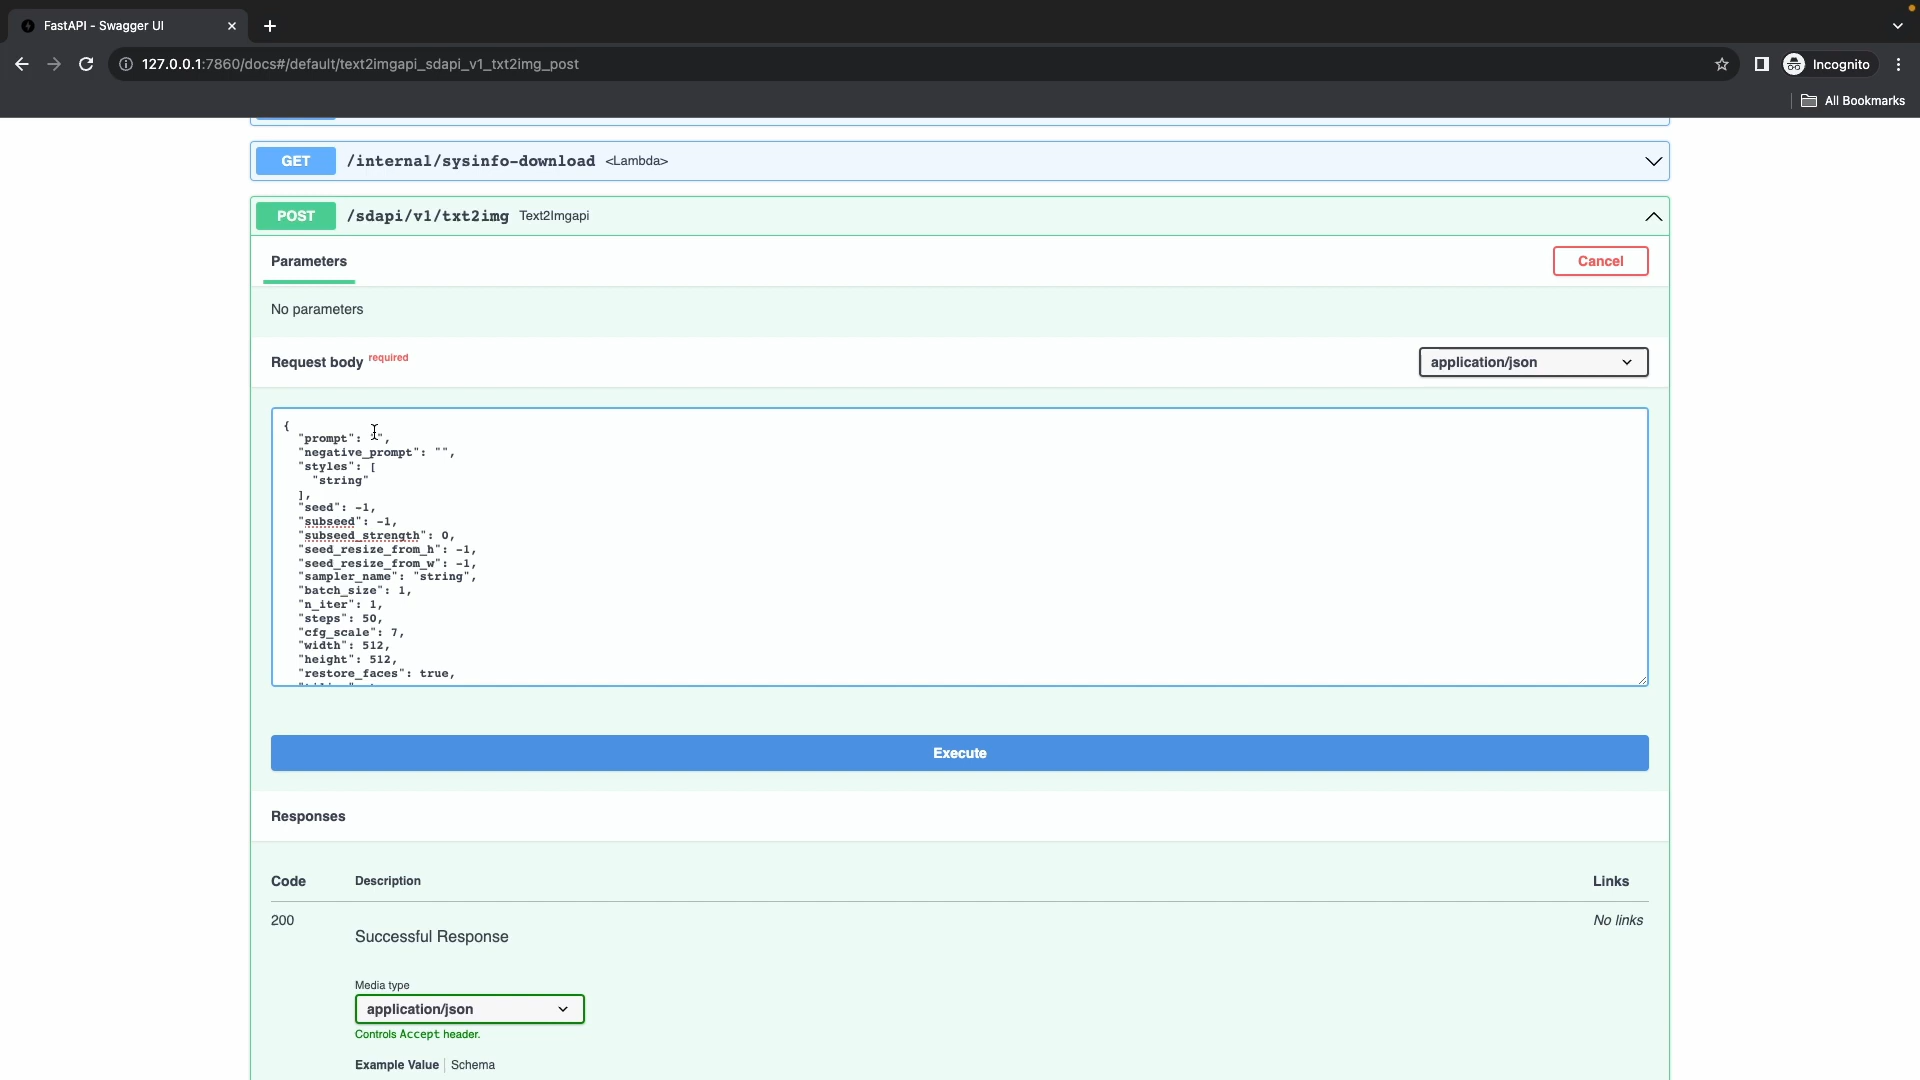 FastAPI - Swagger UI
127.0.0.1:7860/docs#/default/text2imgapi_sdapi_v1_txt2img_post
Incognito
All Bookmarks
GET /internal/sysinfo-download <Lambda>
POST /sdapi/v1/txt2img Text2Imgapi
Parameters
Cancel
No parameters
Request body required
application/json
{
"prompt": "",
"negative_prompt": "",
"styles": [
"string"
],
"seed": -1,
"subseed": -1,
"subseed_strength": 0,
"seed_resize_from_h": -1,
"seed_resize_from_w": -1,
"sampler_name": "string",
"batch_size": 1,
"n_iter": 1,
"steps": 50,
"cfg_scale": 7,
"width": 512,
"height": 512,
"restore_faces": true,
Execute
Responses
Code Description Links
200 No links
Successful Response
Media type
application/json
Controls Accept header.
Example Value Schema